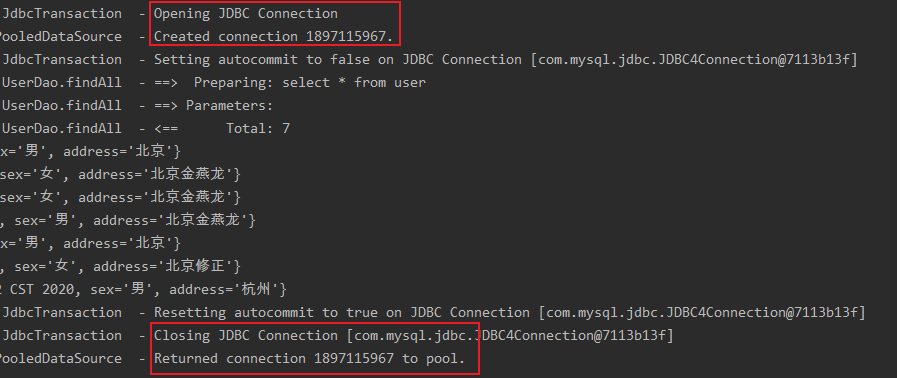 JdbcTransaction - Opening JDBC Connection
PooledDataSource - Created connection 1897115967.
JdbcTransaction - Setting autocommit to false on JDBC Connection [com.mysql.jdbc.JDBC4Connection@7113b13f]
UserDao.findAll - ==> Preparing: select * from user
UserDao.findAll - ==> Parameters:
UserDao.findAll - <== Total: 7
ex='男', address='北京'}
sex='女', address='北京金燕龙'}
sex='女', address='北京金燕龙'}
, sex='男', address='北京金燕龙'}
ex='男', address='北京'}
, sex='女', address='北京修正'}
2 CST 2020, sex='男', address='杭州'}
JdbcTransaction - Resetting autocommit to true on JDBC Connection [com.mysql.jdbc.JDBC4Connection@7113b13f]
JdbcTransaction - Closing JDBC Connection [com.mysql.jdbc.JDBC4Connection@7113b13f]
PooledDataSource - Returned connection 1897115967 to pool.